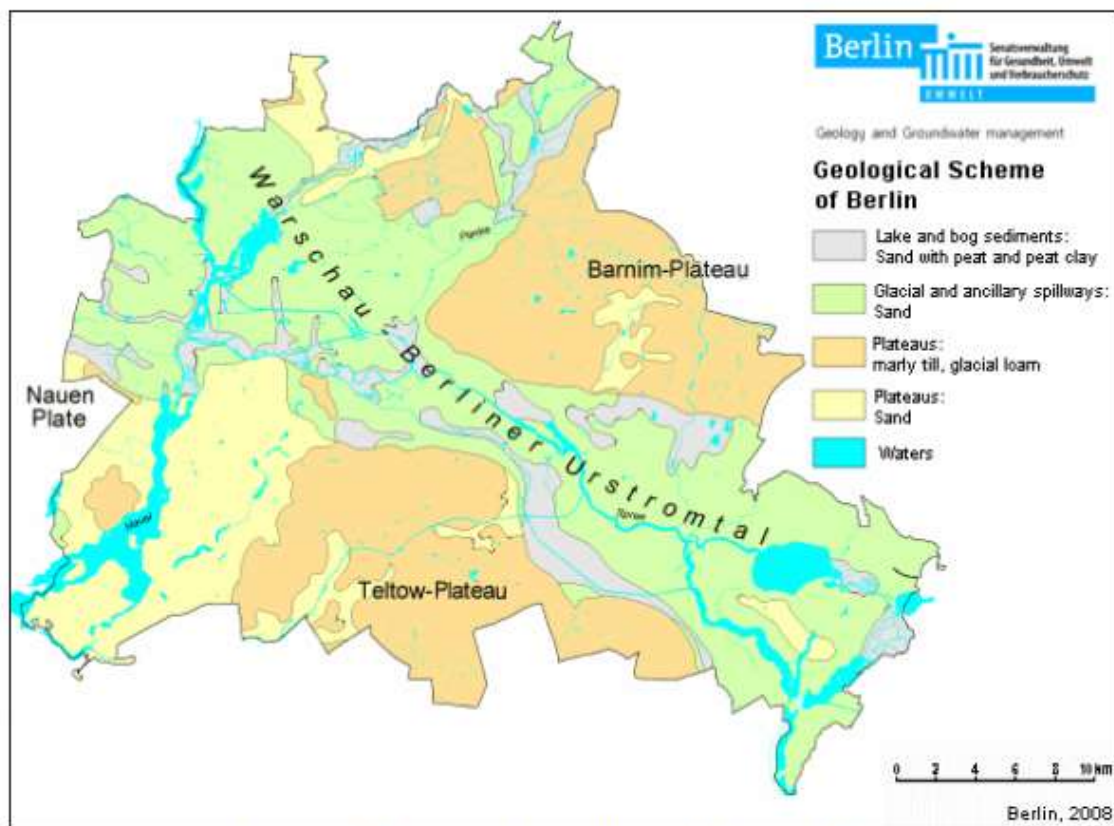 Berlin
Senatsverwaltung
für Gesundheit, Umwelt
und Verbraucherschutz
UMWELT
Geology and Groundwater management
Geological Scheme
of Berlin
Lake and bog sediments:
Sand with peat and peat clay
Glacial and ancillary spillways:
Sand
Plateaus:
marly till, glacial loam
Plateaus:
Sand
Waters
Warschau - Berliner Urstromtal
Panke
Barnim-Plateau
Nauen
Plate
Havel
Spree
Teltow-Plateau
0 2 4 6 8 10 km
Berlin, 2008